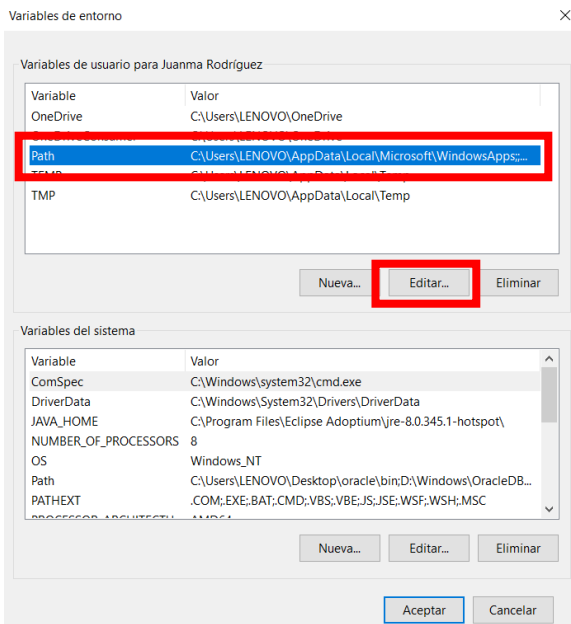 Variables de entorno
Variables de usuario para Juanma Rodríguez
Variable Valor
OneDrive C:\Users\LENOVO\OneDrive
Path C:\Users\LENOVO\AppData\Local\Microsoft\WindowsApps;;...
TMP C:\Users\LENOVO\AppData\Local\Temp
Nueva... Editar... Eliminar
Variables del sistema
Variable Valor
ComSpec C:\Windows\system32\cmd.exe
DriverData C:\Windows\System32\Drivers\DriverData
JAVA_HOME C:\Program Files\Eclipse Adoptium\jre-8.0.345.1-hotspot\
NUMBER_OF_PROCESSORS 8
OS Windows_NT
Path C:\Users\LENOVO\Desktop\oracle\bin;D:\Windows\OracleDB...
PATHEXT .COM;.EXE;.BAT;.CMD;.VBS;.VBE;.JS;.JSE;.WSF;.WSH;.MSC
Nueva... Editar... Eliminar
Aceptar Cancelar